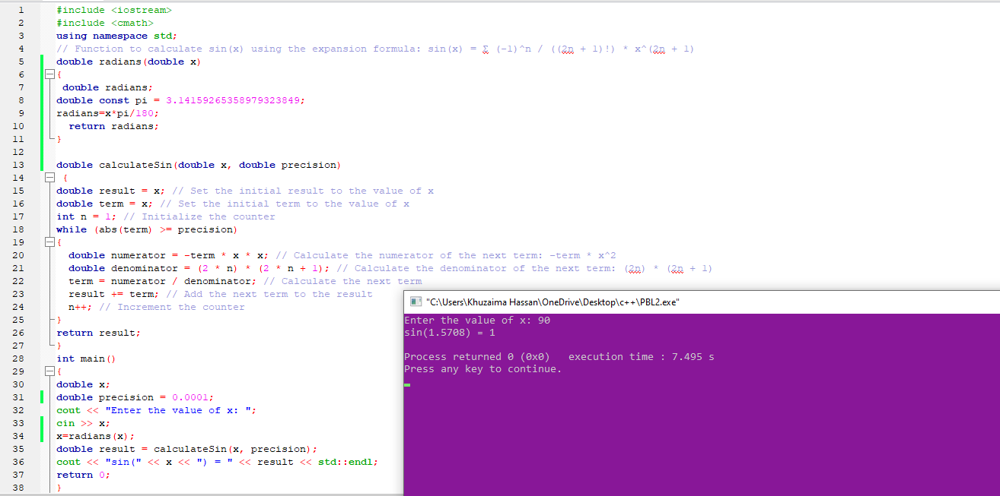 1 #include <iostream>
2 #include <cmath>
3 using namespace std;
4 // Function to calculate sin(x) using the expansion formula: sin(x) = Σ (-1)^n / ((2n + 1)!) * x^(2n + 1)
5 double radians(double x)
6 {
7 double radians;
8 double const pi = 3.14159265358979323849;
9 radians=x*pi/180;
10 return radians;
11 }
12
13 double calculateSin(double x, double precision)
14 {
15 double result = x; // Set the initial result to the value of x
16 double term = x; // Set the initial term to the value of x
17 int n = 1; // Initialize the counter
18 while (abs(term) >= precision)
19 {
20 double numerator = -term * x * x; // Calculate the numerator of the next term: -term * x^2
21 double denominator = (2 * n) * (2 * n + 1); // Calculate the denominator of the next term: (2n) * (2n + 1)
22 term = numerator / denominator; // Calculate the next term
23 result += term; // Add the next term to the result
24 n++; // Increment the counter
25 }
26 return result;
27 }
28 int main()
29 {
30 double x;
31 double precision = 0.0001;
32 cout << "Enter the value of x: ";
33 cin >> x;
34 x=radians(x);
35 double result = calculateSin(x, precision);
36 cout << "sin(" << x << ") = " << result << std::endl;
37 return 0;
38 }
"C:\Users\Khuzaima Hassan\OneDrive\Desktop\c++\PBL2.exe"
Enter the value of x: 90
sin(1.5708) = 1
Process returned 0 (0x0)   execution time : 7.495 s
Press any key to continue.